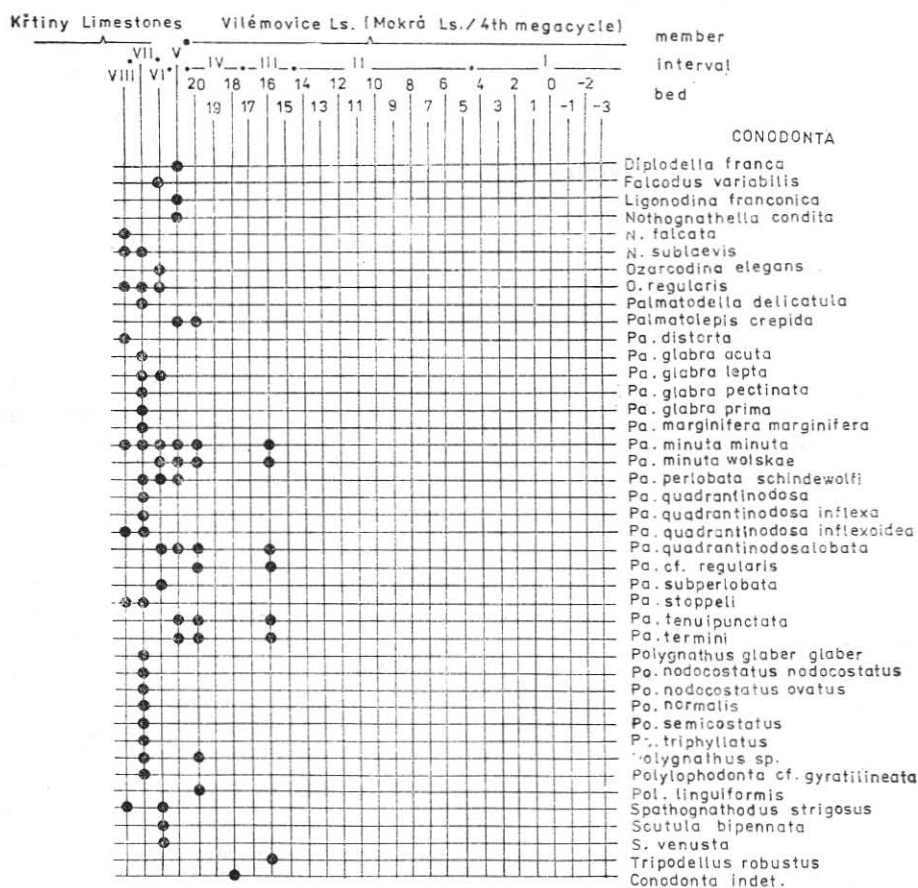 Křtiny Limestones Vilémovice Ls. (Mokrá Ls./4th megacycle) member
VIII VII VI V IV III II I interval
20 19 18 17 16 15 14 13 12 11 10 9 8 7 6 5 4 3 2 1 0 -1 -2 -3 bed
CONODONTA
Diplodella franca
Falcodus variabilis
Ligonodina franconica
Nothognathella condita
N. falcata
N. sublaevis
Ozarcodina elegans
O. regularis
Palmatodella delicatula
Palmatolepis crepida
Pa. distorta
Pa. glabra acuta
Pa. glabra lepta
Pa. glabra pectinata
Pa. glabra prima
Pa. marginifera marginifera
Pa. minuta minuta
Pa. minuta wolskae
Pa. perlobata schindewolfi
Pa. quadrantinodosa
Pa. quadrantinodosa inflexa
Pa. quadrantinodosa inflexoidea
Pa. quadrantinodosalobata
Pa. cf. regularis
Pa. subperlobata
Pa. stoppeli
Pa. tenuipunctata
Pa. termini
Polygnathus glaber glaber
Po. nodocostatus nodocostatus
Po. nodocostatus ovatus
Po. normalis
Po. semicostatus
triphyllatus
Polygnathus sp.
Polylophodonta cf. gyratilineata
Pol. linguiformis
Spathognathodus strigosus
Scutula bipennata
S. venusta
Tripodellus robustus
Conodonta indet.